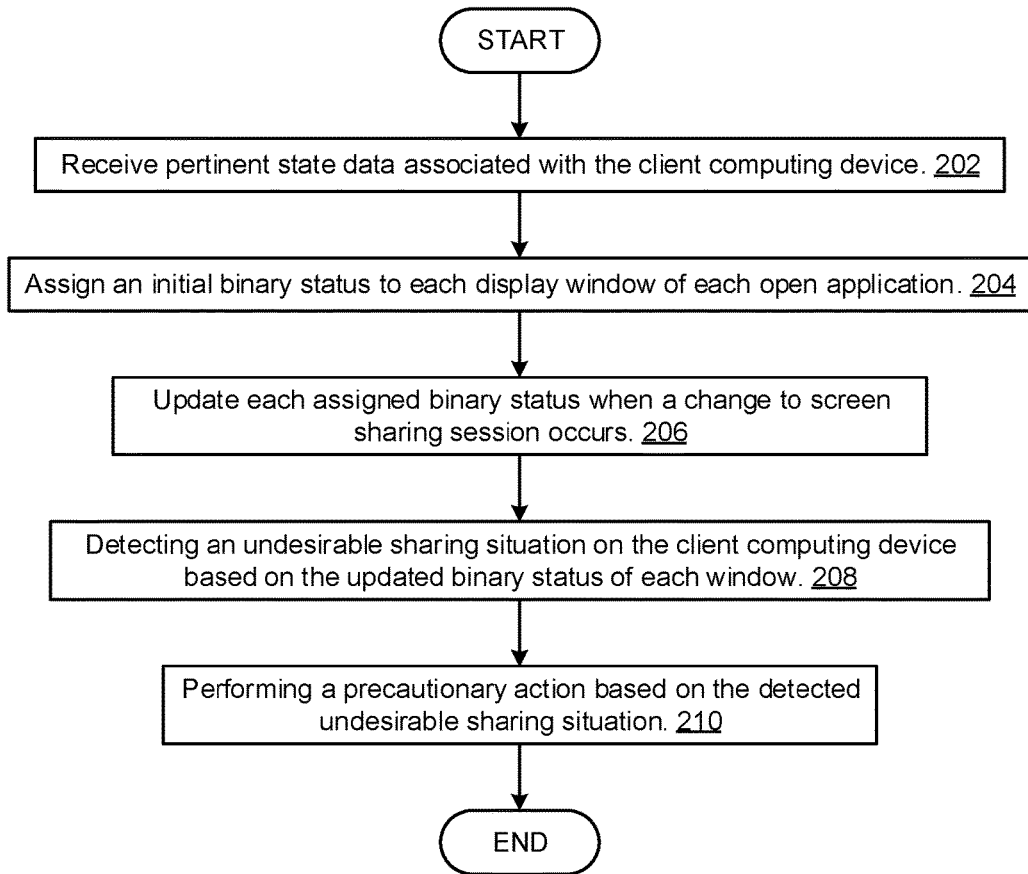 START
Receive pertinent state data associated with the client computing device. 202
Assign an initial binary status to each display window of each open application. 204
Update each assigned binary status when a change to screen
sharing session occurs. 206
Detecting an undesirable sharing situation on the client computing device
based on the updated binary status of each window. 208
Performing a precautionary action based on the detected
undesirable sharing situation. 210
END